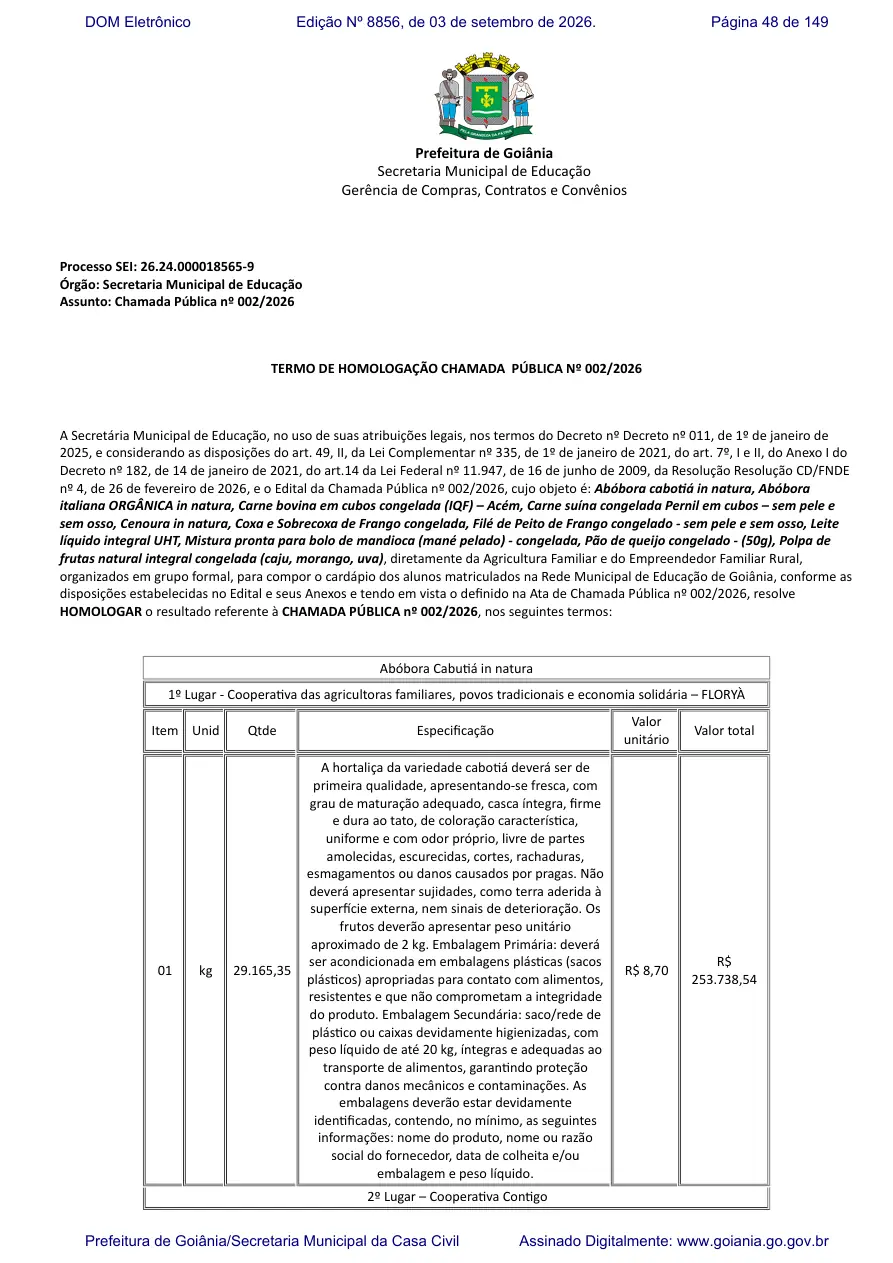 DOM Eletrônico Edição Nº 8856, de 03 de setembro de 2026. Página 48 de 149
PELA GRANDEZA DA PÁTRIA
Prefeitura de Goiânia
Secretaria Municipal de Educação
Gerência de Compras, Contratos e Convênios
Processo SEI: 26.24.000018565-9
Órgão: Secretaria Municipal de Educação
Assunto: Chamada Pública nº 002/2026
TERMO DE HOMOLOGAÇÃO CHAMADA PÚBLICA Nº 002/2026
A Secretária Municipal de Educação, no uso de suas atribuições legais, nos termos do Decreto nº Decreto nº 011, de 1º de janeiro de
2025, e considerando as disposições do art. 49, II, da Lei Complementar nº 335, de 1º de janeiro de 2021, do art. 7º, I e II, do Anexo I do
Decreto nº 182, de 14 de janeiro de 2021, do art.14 da Lei Federal nº 11.947, de 16 de junho de 2009, da Resolução Resolução CD/FNDE
nº 4, de 26 de fevereiro de 2026, e o Edital da Chamada Pública nº 002/2026, cujo objeto é: Abóbora cabotiá in natura, Abóbora
italiana ORGÂNICA in natura, Carne bovina em cubos congelada (IQF) – Acém, Carne suína congelada Pernil em cubos – sem pele e
sem osso, Cenoura in natura, Coxa e Sobrecoxa de Frango congelada, Filé de Peito de Frango congelado - sem pele e sem osso, Leite
líquido integral UHT, Mistura pronta para bolo de mandioca (mané pelado) - congelada, Pão de queijo congelado - (50g), Polpa de
frutas natural integral congelada (caju, morango, uva), diretamente da Agricultura Familiar e do Empreendedor Familiar Rural,
organizados em grupo formal, para compor o cardápio dos alunos matriculados na Rede Municipal de Educação de Goiânia, conforme as
disposições estabelecidas no Edital e seus Anexos e tendo em vista o definido na Ata de Chamada Pública nº 002/2026, resolve
HOMOLOGAR o resultado referente à CHAMADA PÚBLICA nº 002/2026, nos seguintes termos:
Abóbora Cabutiá in natura
1º Lugar - Cooperativa das agricultoras familiares, povos tradicionais e economia solidária – FLORYÀ
Item Unid Qtde Especificação Valor unitário Valor total
01 kg 29.165,35
A hortaliça da variedade cabotiá deverá ser de
primeira qualidade, apresentando-se fresca, com
grau de maturação adequado, casca íntegra, firme
e dura ao tato, de coloração característica,
uniforme e com odor próprio, livre de partes
amolecidas, escurecidas, cortes, rachaduras,
esmagamentos ou danos causados por pragas. Não
deverá apresentar sujidades, como terra aderida à
superfície externa, nem sinais de deterioração. Os
frutos deverão apresentar peso unitário
aproximado de 2 kg. Embalagem Primária: deverá
ser acondicionada em embalagens plásticas (sacos
plásticos) apropriadas para contato com alimentos,
resistentes e que não comprometam a integridade
do produto. Embalagem Secundária: saco/rede de
plástico ou caixas devidamente higienizadas, com
peso líquido de até 20 kg, íntegras e adequadas ao
transporte de alimentos, garantindo proteção
contra danos mecânicos e contaminações. As
embalagens deverão estar devidamente
identificadas, contendo, no mínimo, as seguintes
informações: nome do produto, nome ou razão
social do fornecedor, data de colheita e/ou
embalagem e peso líquido.
R$ 8,70
R$
253.738,54
2º Lugar – Cooperativa Contigo
Prefeitura de Goiânia/Secretaria Municipal da Casa Civil Assinado Digitalmente: www.goiania.go.gov.br